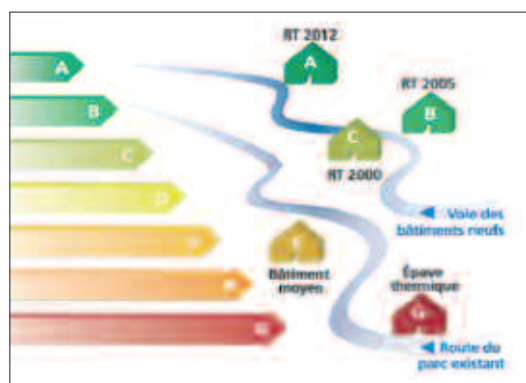 RT 2012
A
A
RT 2005
B
B
C
C
RT 2000
D
Voie des
bâtiments neufs
E
Bâtiment
moyen
Épave
thermique
G
G
Route du
parc existant